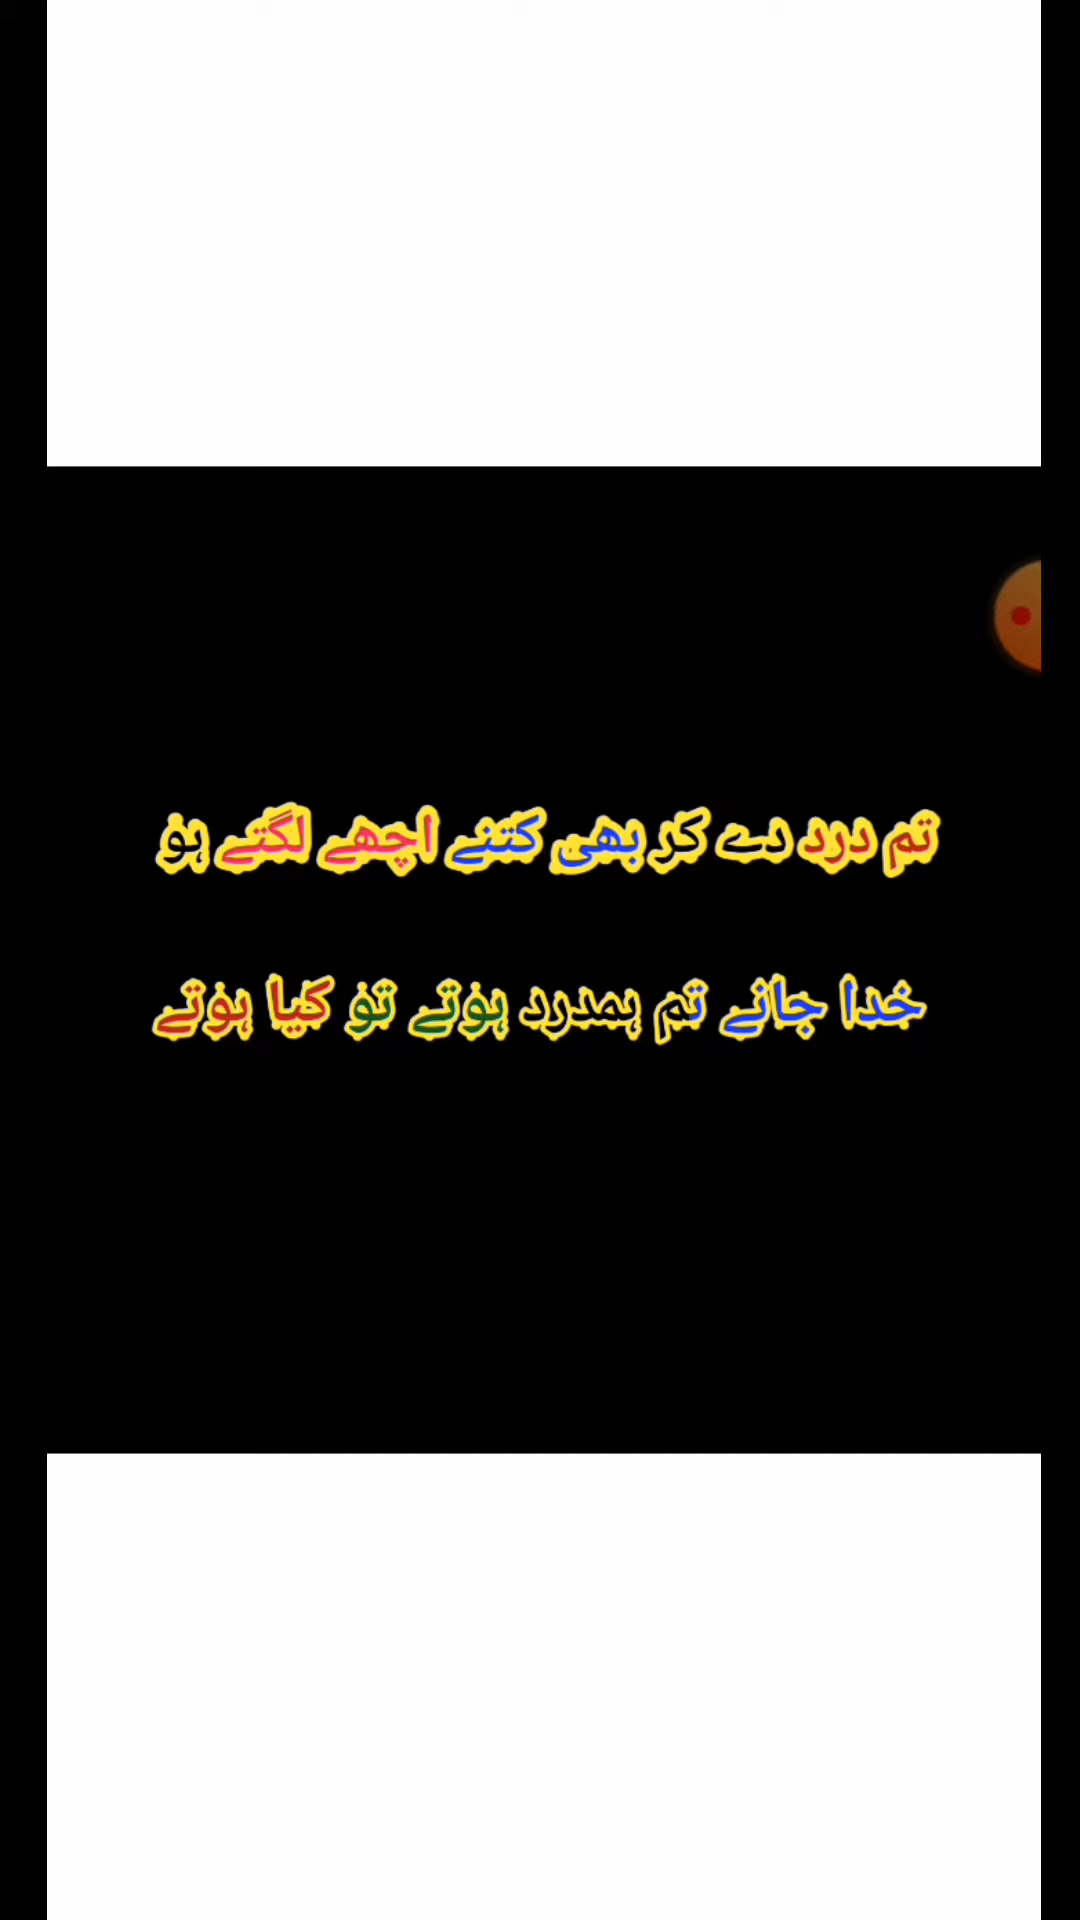 تم درد دے کر بھی کتنے اچھے لگتے ہو
خدا جانے تم ہمدرد ہوتے تو کیا ہوتے